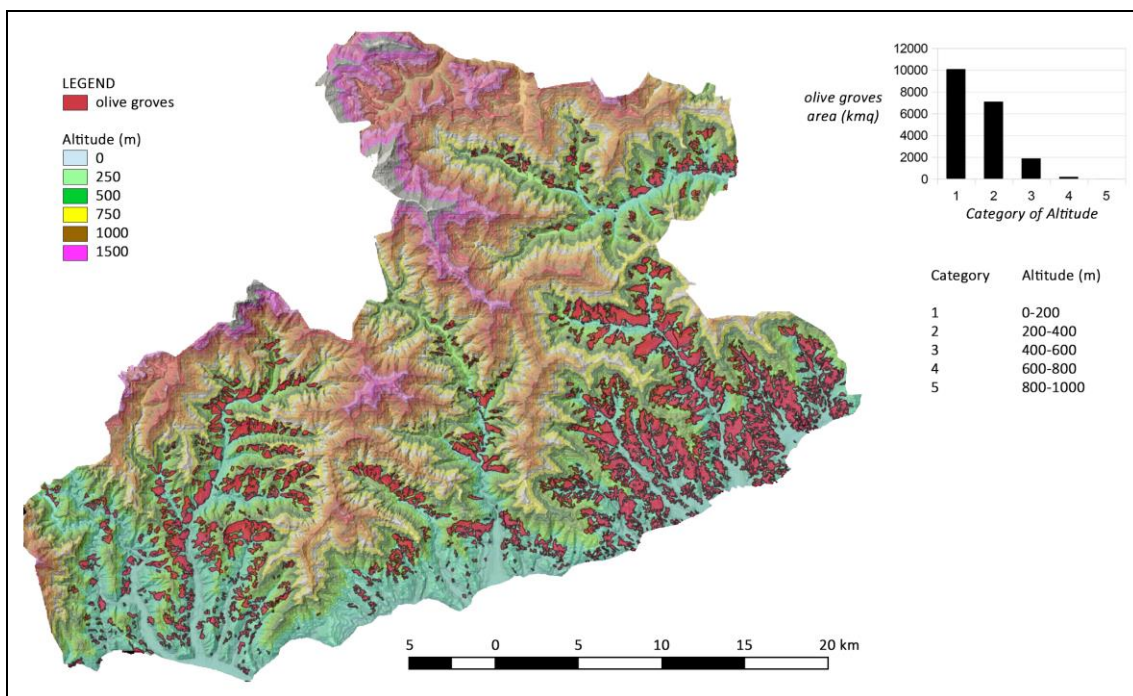 LEGEND
olive groves
Altitude (m)
0
250
500
750
1000
1500
12000
10000
8000
6000
4000
2000
0
olive groves
area (kmq)
1 2 3 4 5
Category of Altitude
Category Altitude (m)
1 0-200
2 200-400
3 400-600
4 600-800
5 800-1000
5 0 5 10 15 20 km